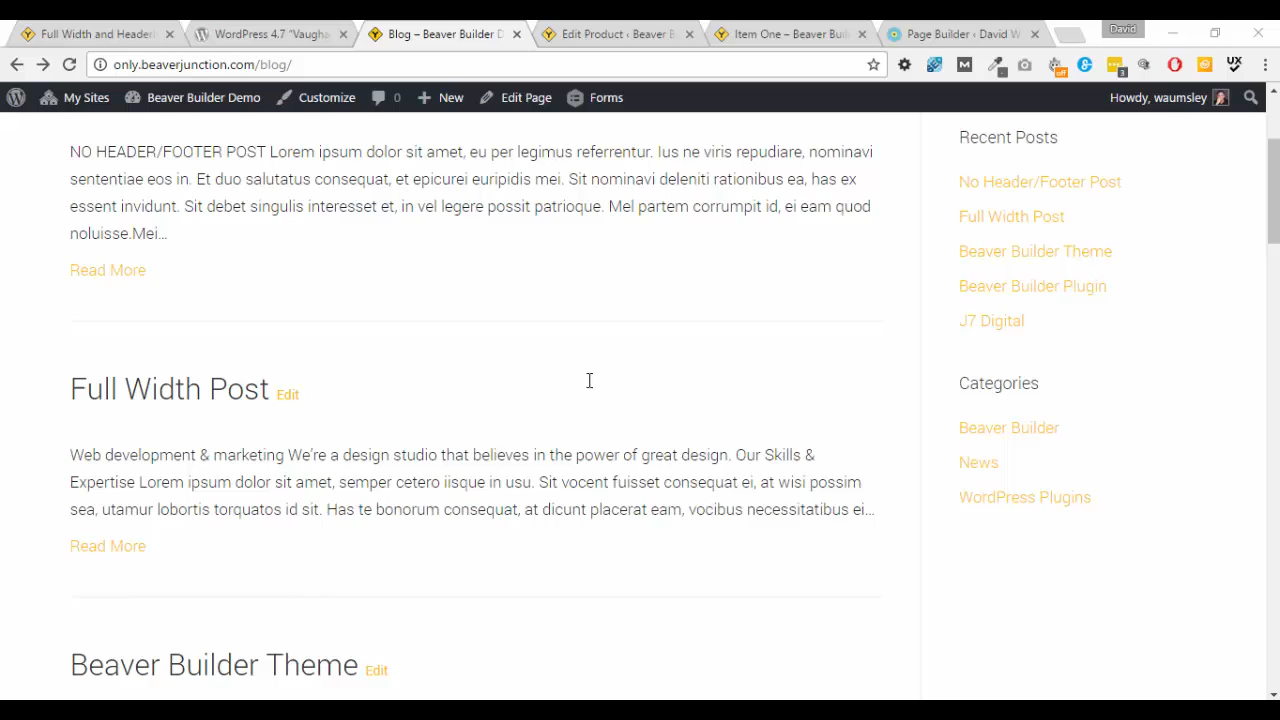 Full Width and Headerl
WordPress 4.7 "Vaugha
Blog – Beaver Builder D
Edit Product ‹ Beaver B
Item One – Beaver Buil
Page Builder ‹ David W
David
only.beaverjunction.com/blog/
off
3
My Sites
Beaver Builder Demo
Customize
0
New
Edit Page
Forms
Howdy, waumsley
NO HEADER/FOOTER POST Lorem ipsum dolor sit amet, eu per legimus referrentur. Ius ne viris repudiare, nominavi
sententiae eos in. Et duo salutatus consequat, et epicurei euripidis mei. Sit nominavi deleniti rationibus ea, has ex
essent invidunt. Sit debet singulis interesset et, in vel legere possit patrioque. Mel partem corrumpit id, ei eam quod
noluisse.Mei...
Read More
Full Width Post Edit
Web development & marketing We're a design studio that believes in the power of great design. Our Skills &
Expertise Lorem ipsum dolor sit amet, semper cetero iisque in usu. Sit vocent fuisset consequat ei, at wisi possim
sea, utamur lobortis torquatos id sit. Has te bonorum consequat, at dicunt placerat eam, vocibus necessitatibus ei...
Read More
Beaver Builder Theme Edit
Recent Posts
No Header/Footer Post
Full Width Post
Beaver Builder Theme
Beaver Builder Plugin
J7 Digital
Categories
Beaver Builder
News
WordPress Plugins